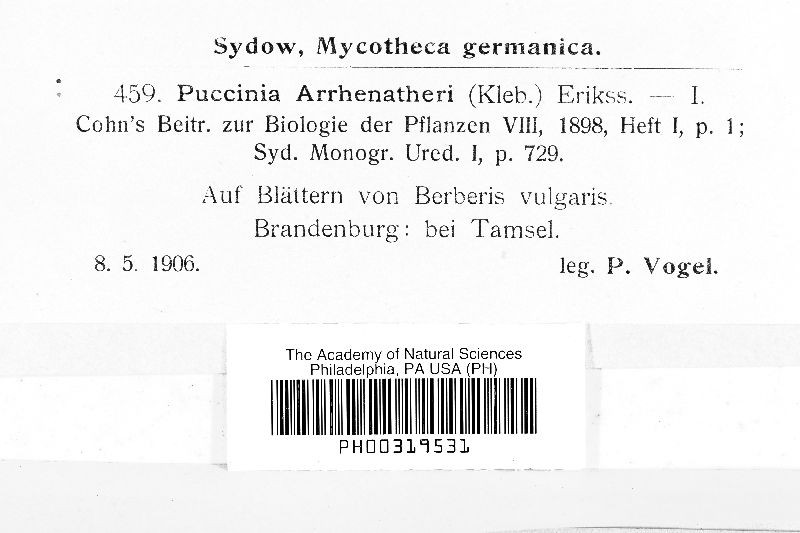 Sydow, Mycotheca germanica.
459. Puccinia Arrhenatheri (Kleb.) Erikss. — I.
Cohn's Beitr. zur Biologie der Pflanzen VIII, 1898, Heft I, p. 1;
Syd. Monogr. Ured. I, p. 729.
Auf Blättern von Berberis vulgaris.
Brandenburg: bei Tamsel.
8. 5. 1906. leg. P. Vogel.
The Academy of Natural Sciences
Philadelphia, PA USA (PH)
PH00319531